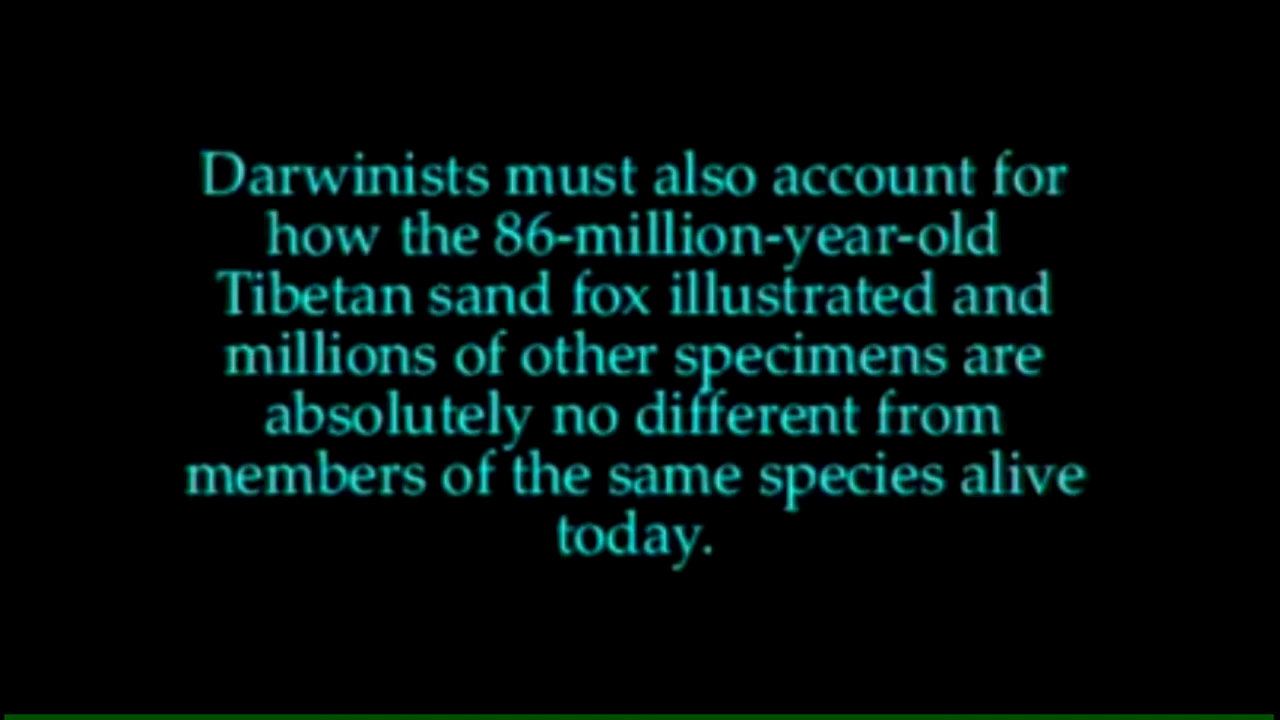 Darwinists must also account for
how the 86-million-year-old
Tibetan sand fox illustrated and
millions of other specimens are
absolutely no different from
members of the same species alive
today.